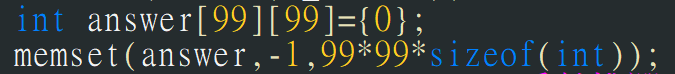 int answer[99][99]={0};
memset(answer,-1,99*99*sizeof(int));